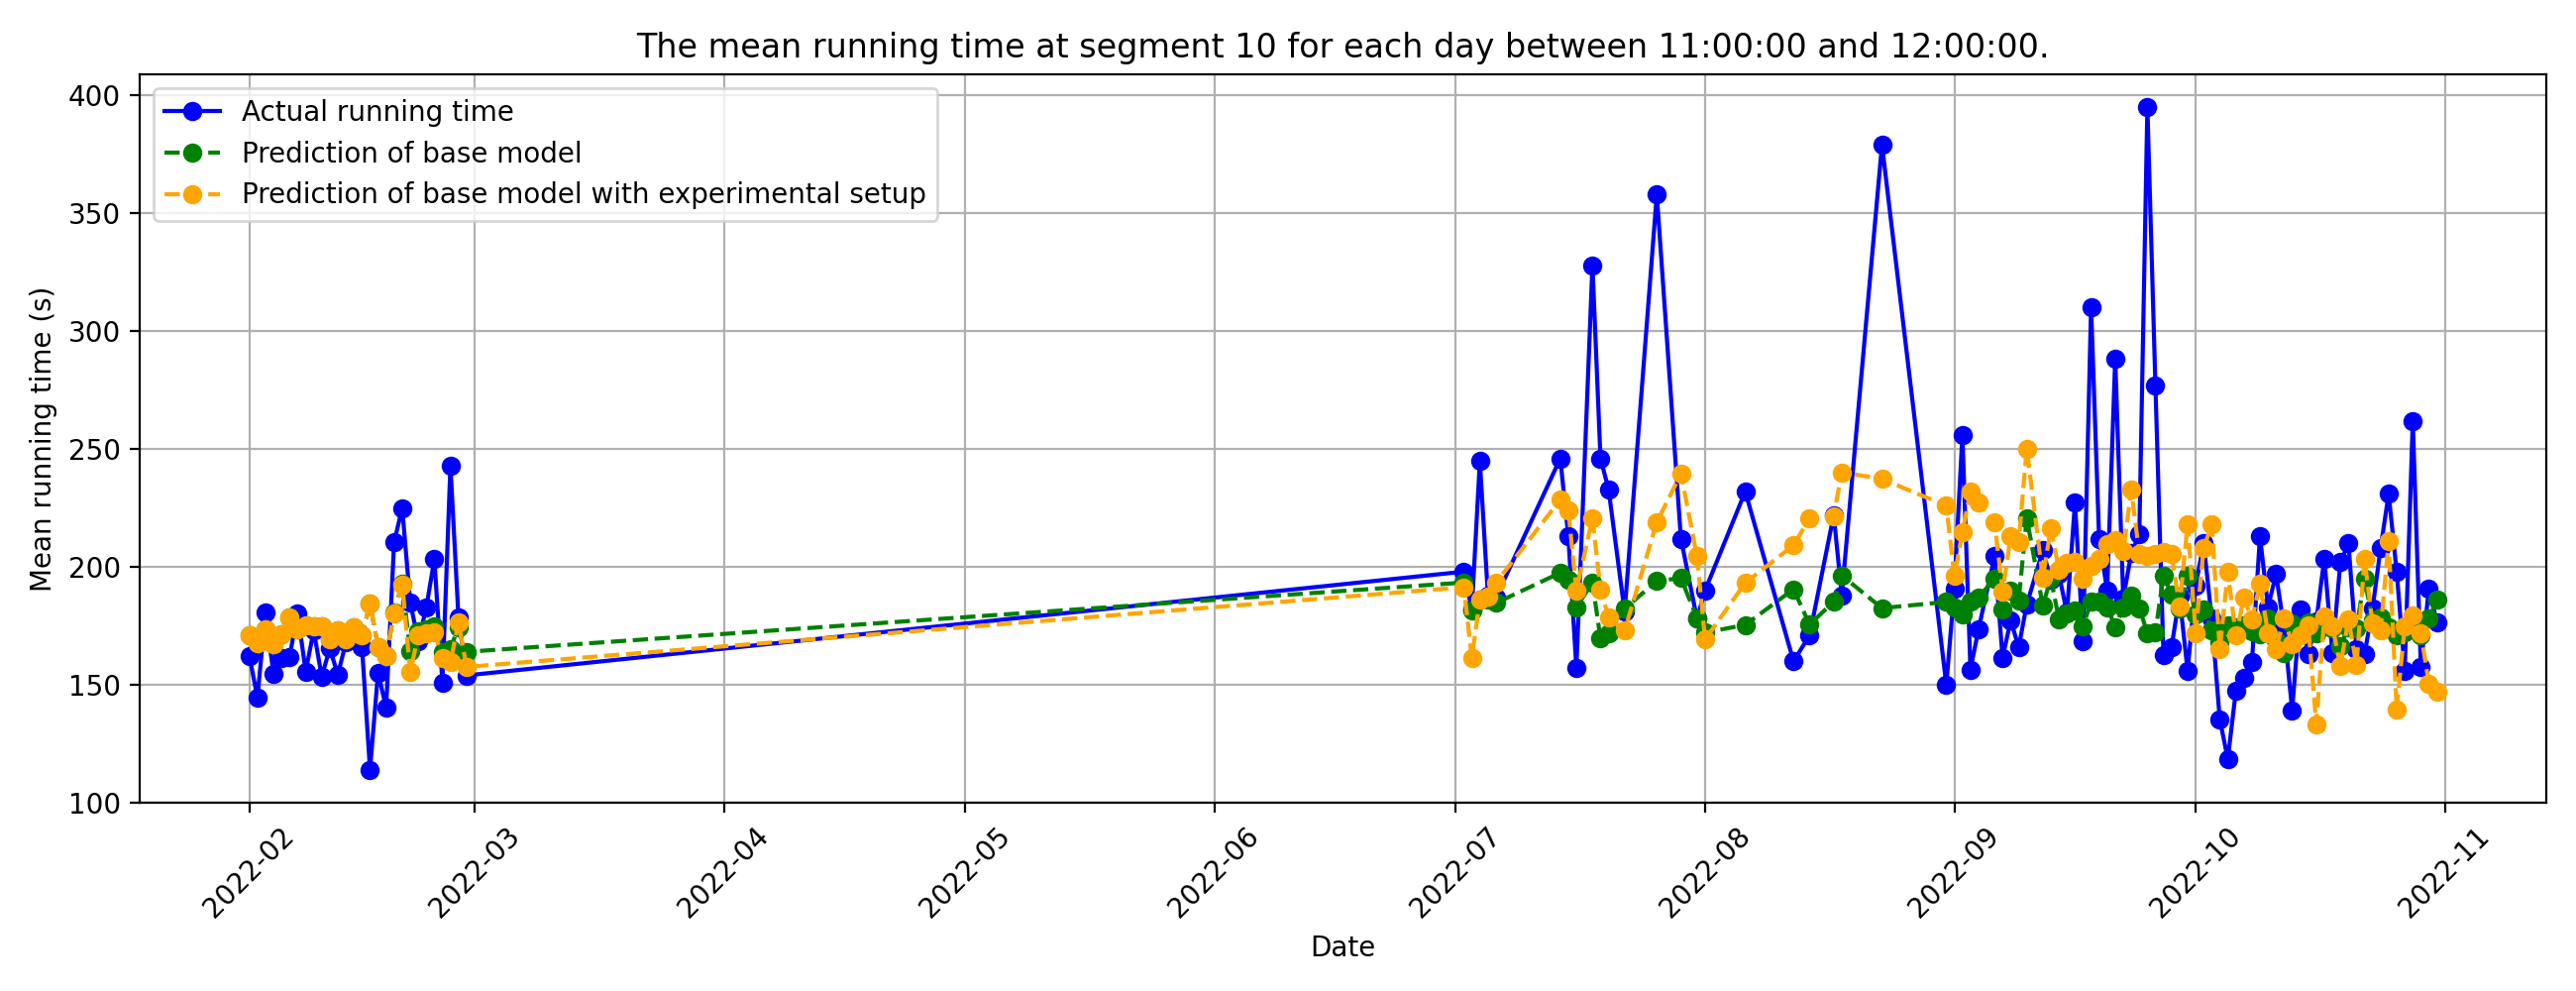 The mean running time at segment 10 for each day between 11:00:00 and 12:00:00.
Actual running time
Prediction of base model
Prediction of base model with experimental setup
Mean running time (s)
400
350
300
250
200
150
100
2022-02
2022-03
2022-04
2022-05
2022-06
2022-07
2022-08
2022-09
2022-10
2022-11
Date